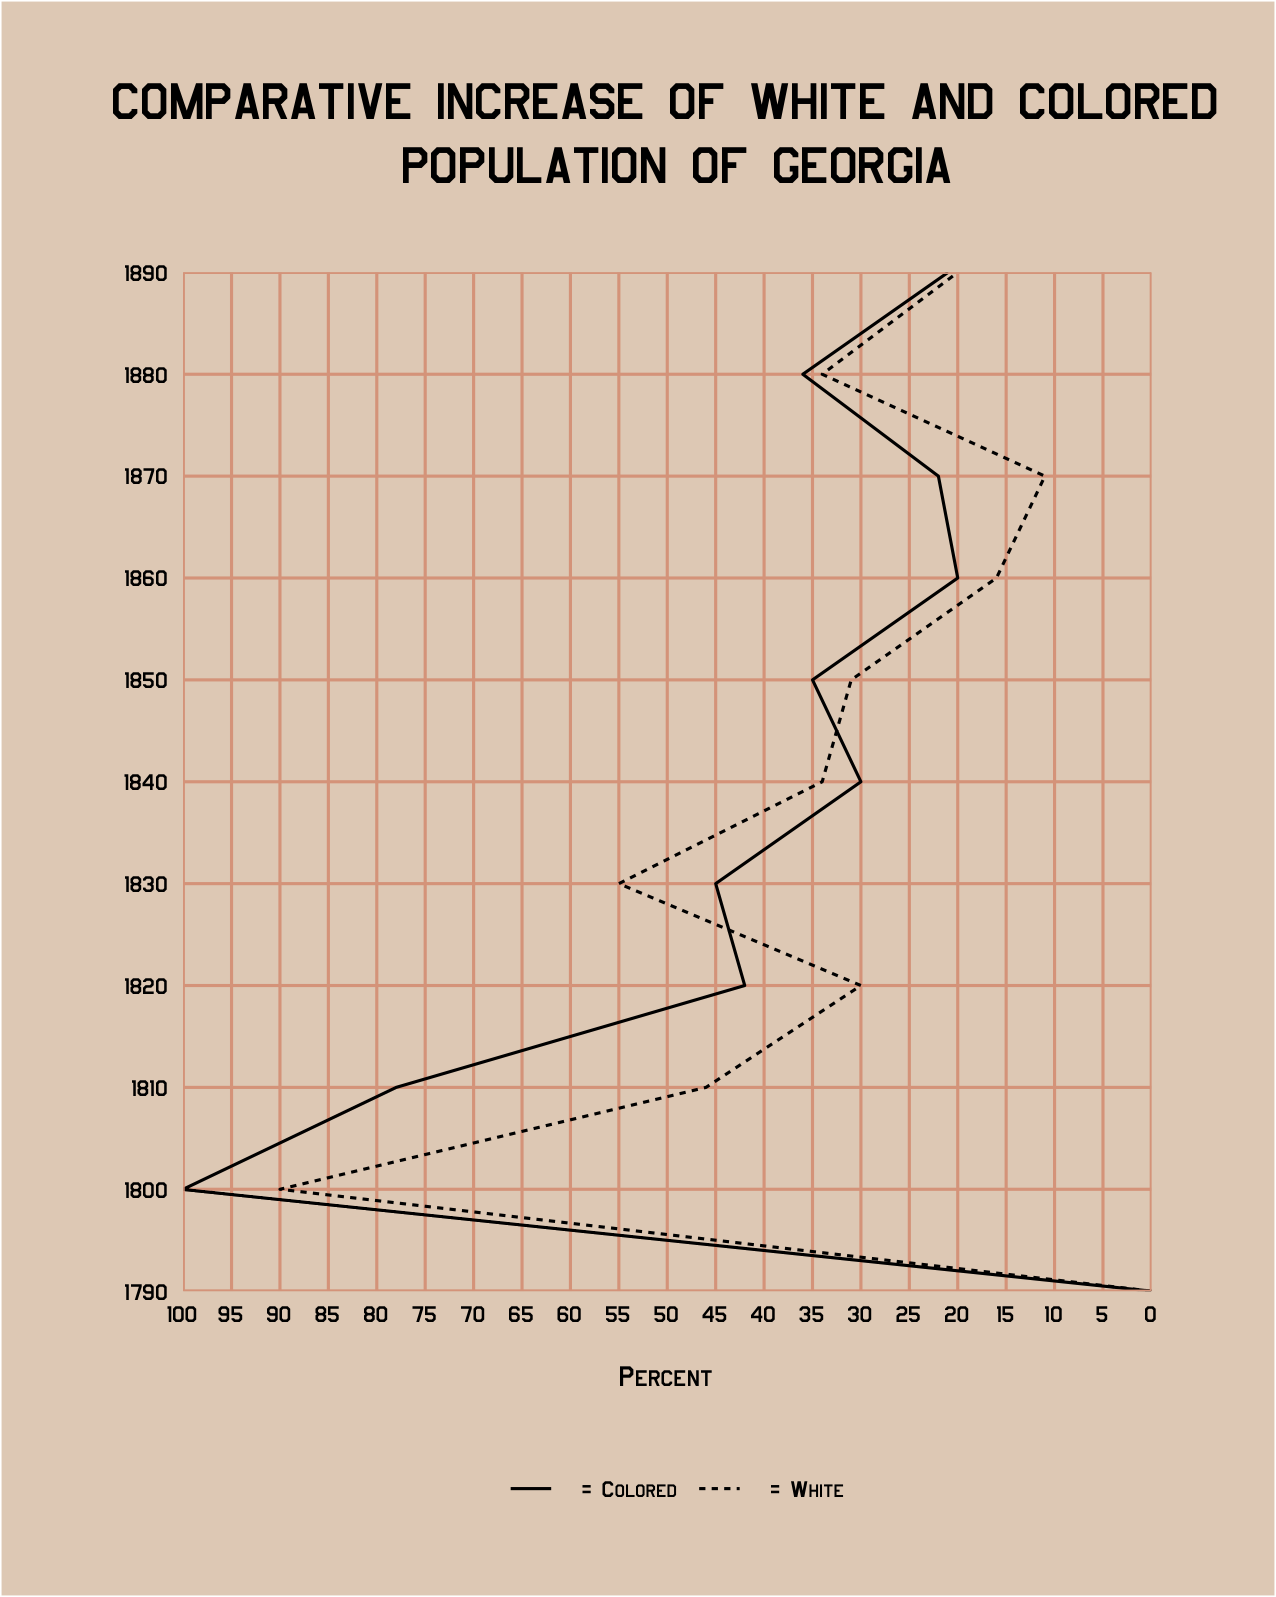 COMPARATIVE INCREASE OF WHITE AND COLORED
POPULATION OF GEORGIA
1890
1880
1870
1860
1850
1840
1830
1820
1810
1800
1790
100 95 90 85 80 75 70 65 60 55 50 45 40 35 30 25 20 15 10 5 0
Percent
= Colored = White